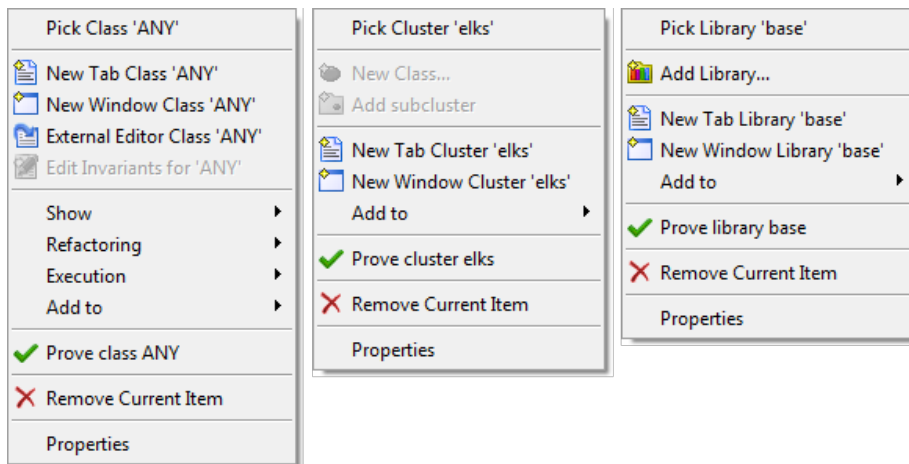 Pick Class 'ANY'
New Tab Class 'ANY'
New Window Class 'ANY'
External Editor Class 'ANY'
Edit Invariants for 'ANY'
Show
Refactoring
Execution
Add to
Prove class ANY
Remove Current Item
Properties
Pick Cluster 'elks'
New Class...
Add subcluster
New Tab Cluster 'elks'
New Window Cluster 'elks'
Add to
Prove cluster elks
Remove Current Item
Properties
Pick Library 'base'
Add Library...
New Tab Library 'base'
New Window Library 'base'
Add to
Prove library base
Remove Current Item
Properties